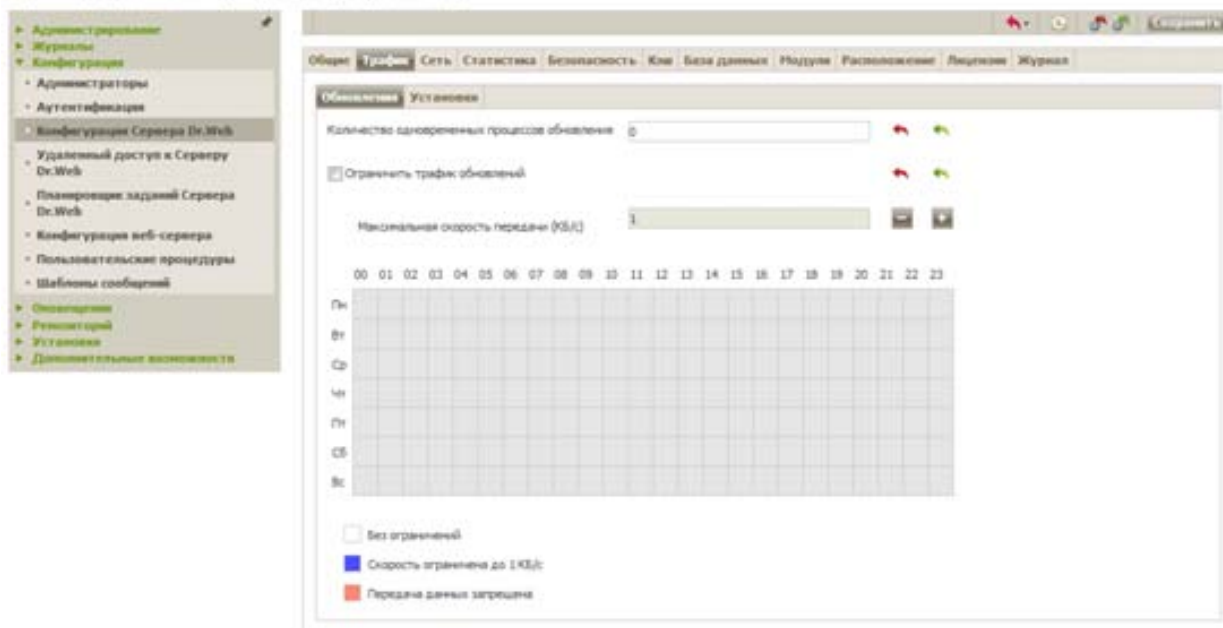 Администрирование
Журналы
Конфигурация
Администраторы
Аутентификация
Конфигурация Сервера Dr.Web
Удаленный доступ к Серверу
Dr.Web
Планировщик заданий Сервера
Dr.Web
Конфигурация веб-сервера
Пользовательские процедуры
Шаблоны сообщений
Оповещения
Репозиторий
Установки
Дополнительные возможности
Сохранить
Общие Трафик Сеть Статистика Безопасность Кэш База данных Модули Расположение Лицензии Журнал
Обновления Установки
Количество одновременных процессов обновления 0
Ограничить трафик обновлений
Максимальная скорость передачи (КБ/с) 1
00 01 02 03 04 05 06 07 08 09 10 11 12 13 14 15 16 17 18 19 20 21 22 23
Пн
Вт
Ср
Чт
Пт
Сб
Вс
Без ограничений
Скорость ограничена до 1 КБ/с
Передача данных запрещена